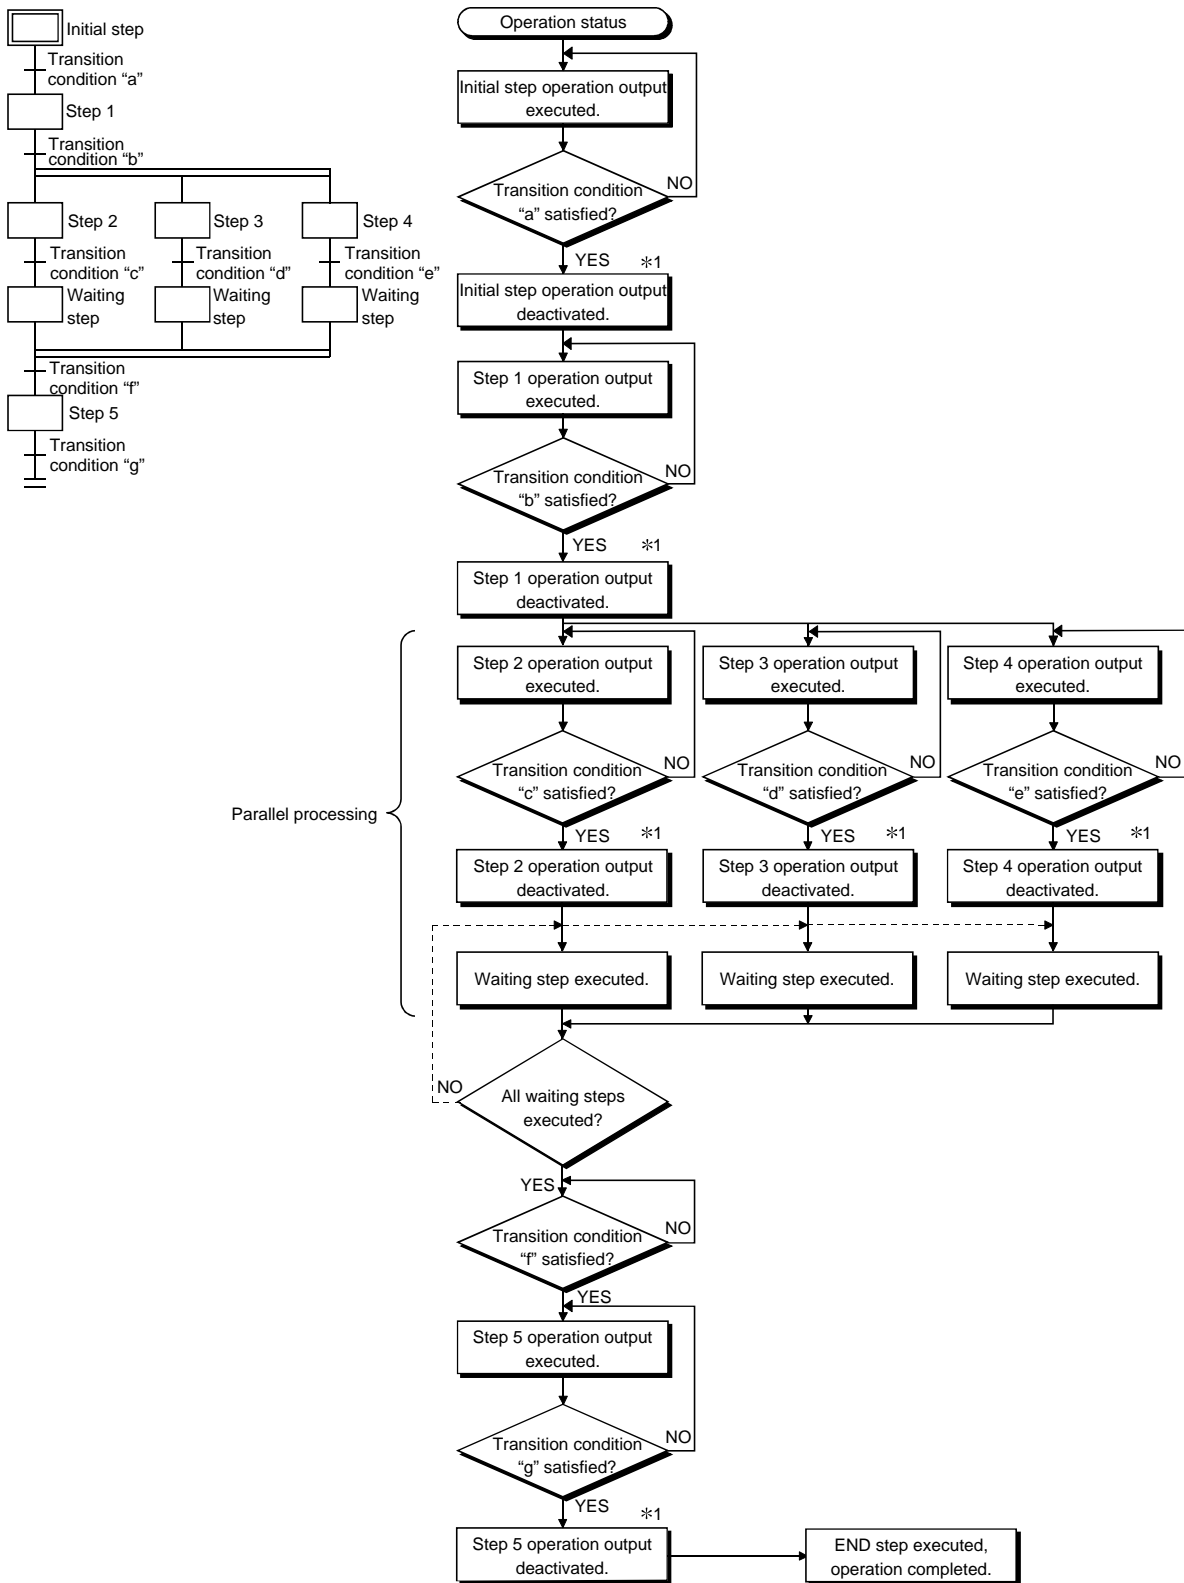 Initial step
Transition
condition “a”
Step 1
Transition
condition “b”
Step 2
Step 3
Step 4
Transition
condition “c”
Transition
condition “d”
Transition
condition “e”
Waiting
step
Waiting
step
Waiting
step
Transition
condition “f”
Step 5
Transition
condition “g”
Operation status
Initial step operation output
executed.
Transition condition
“a” satisfied?
NO
YES
*1
Initial step operation output
deactivated.
Step 1 operation output
executed.
Transition condition
“b” satisfied?
NO
YES
*1
Step 1 operation output
deactivated.
Parallel processing
Step 2 operation output
executed.
Step 3 operation output
executed.
Step 4 operation output
executed.
Transition condition
“c” satisfied?
NO
Transition condition
“d” satisfied?
NO
Transition condition
“e” satisfied?
NO
YES
*1
YES
*1
YES
*1
Step 2 operation output
deactivated.
Step 3 operation output
deactivated.
Step 4 operation output
deactivated.
Waiting step executed.
Waiting step executed.
Waiting step executed.
NO
All waiting steps
executed?
YES
Transition condition
“f” satisfied?
NO
YES
Step 5 operation output
executed.
Transition condition
“g” satisfied?
NO
YES
*1
Step 5 operation output
deactivated.
END step executed,
operation completed.